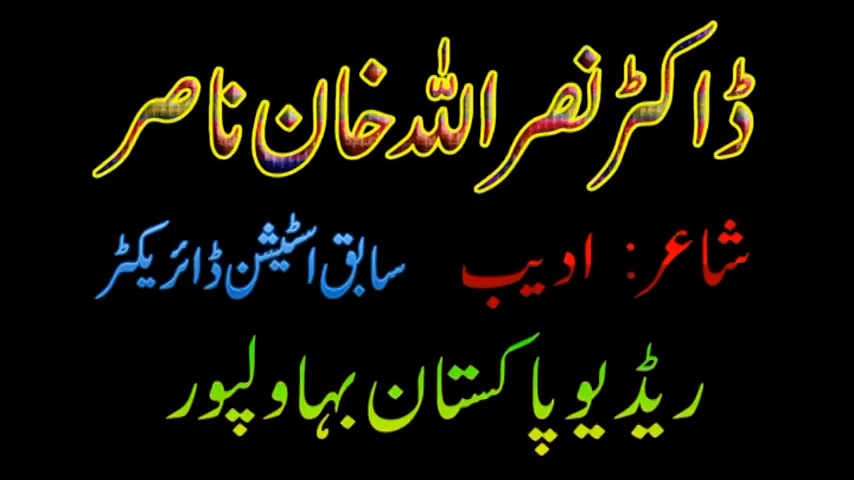 ڈاکٹر نصر اللہ خان ناصر
شاعر: ادیب سابق اسٹیشن ڈائریکٹر
ریڈیو پاکستان بہاولپور